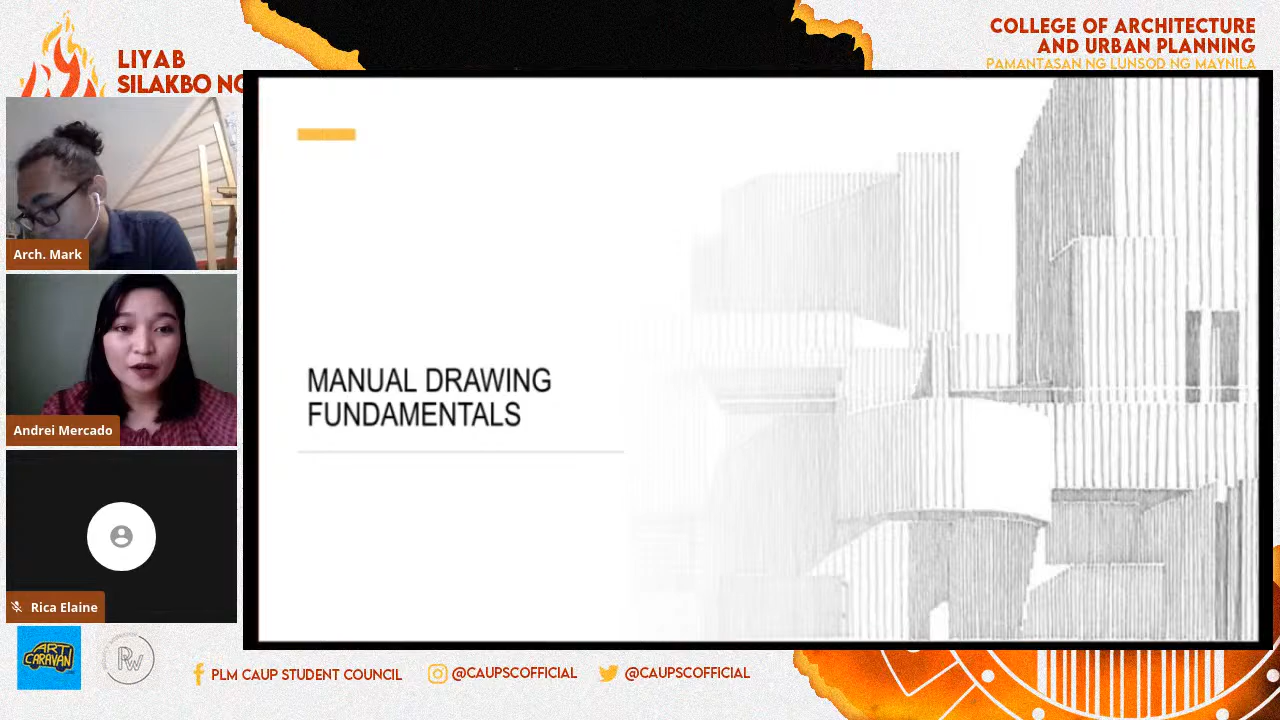 LIYAB
SILAKBO NG
COLLEGE OF ARCHITECTURE
AND URBAN PLANNING
PAMANTASAN NG LUNSOD NG MAYNILA
Arch. Mark
Andrei Mercado
Rica Elaine
MANUAL DRAWING
FUNDAMENTALS
ART
CARAVAN
PW
PLM CAUP STUDENT COUNCIL
@CAUPSCOFFICIAL
@CAUPSCOFFICIAL